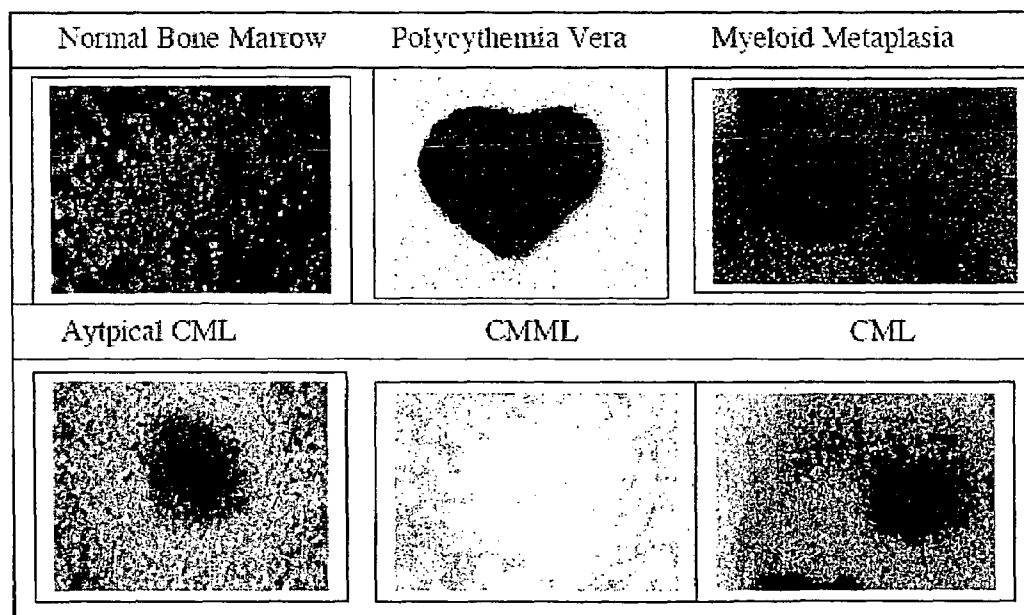 Normal Bone Marrow Polycythemia Vera Myeloid Metaplasia
Aytpical CML CMML CML